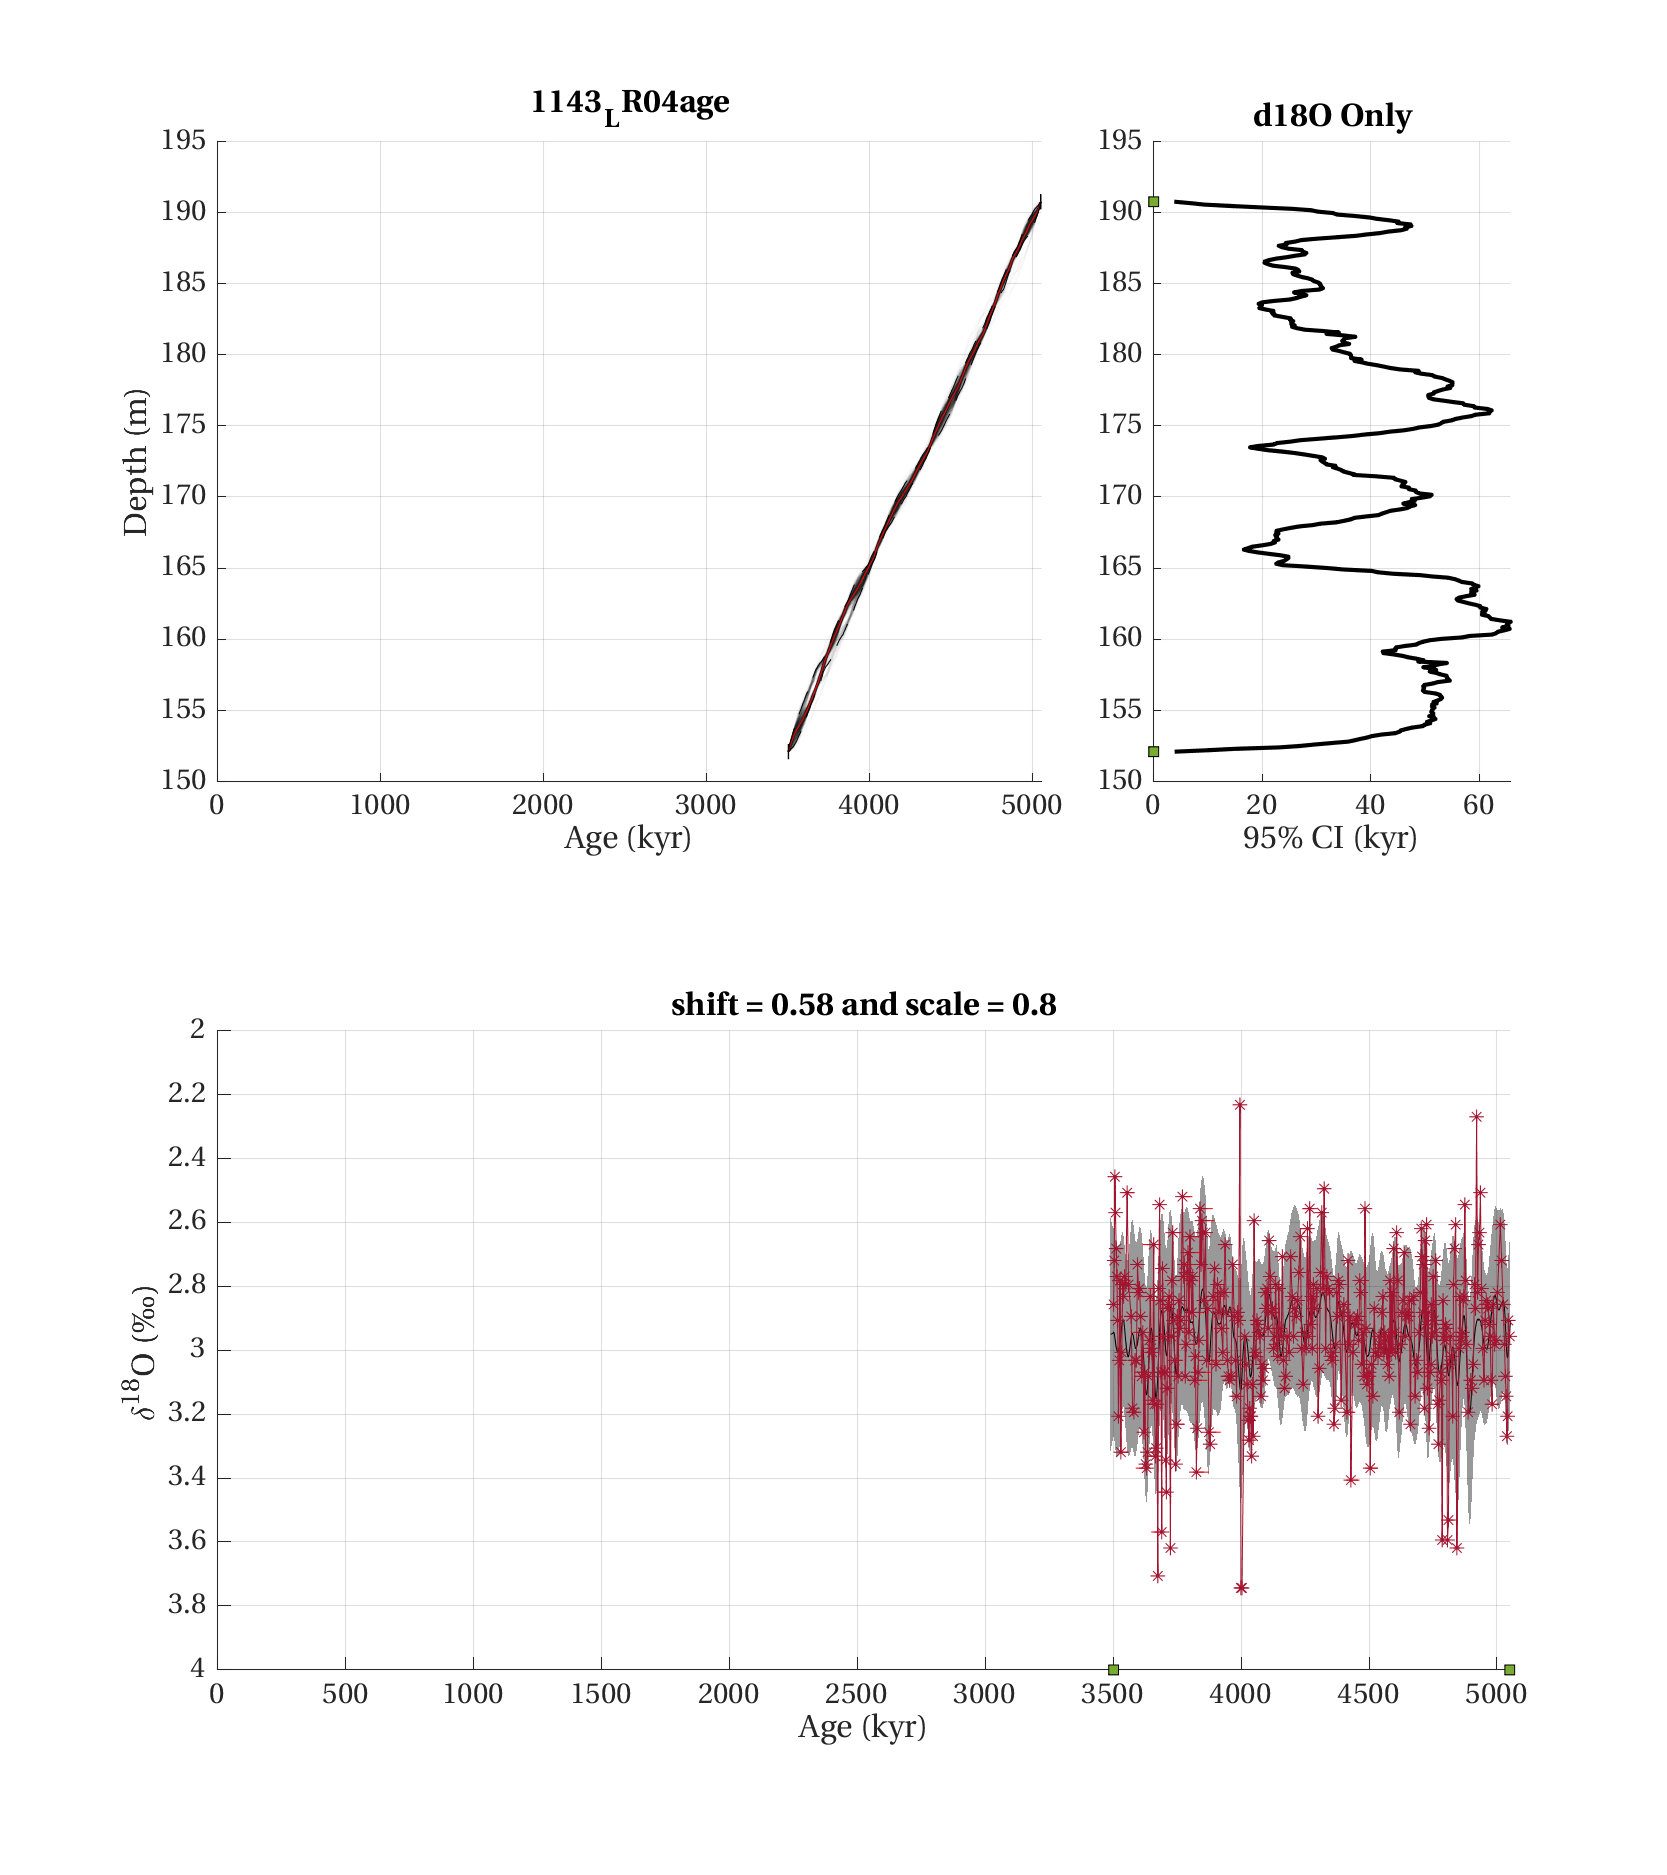 1143LR04age
195
190
185
180
175
170
165
160
155
150
Depth (m)
0 1000 2000 3000 4000 5000
Age (kyr)
d18O Only
195
190
185
180
175
170
165
160
155
150
0 20 40 60
95% CI (kyr)
shift = 0.58 and scale = 0.8
2
2.2
2.4
2.6
2.8
3
3.2
3.4
3.6
3.8
4
δ18O (‰)
0 500 1000 1500 2000 2500 3000 3500 4000 4500 5000
Age (kyr)